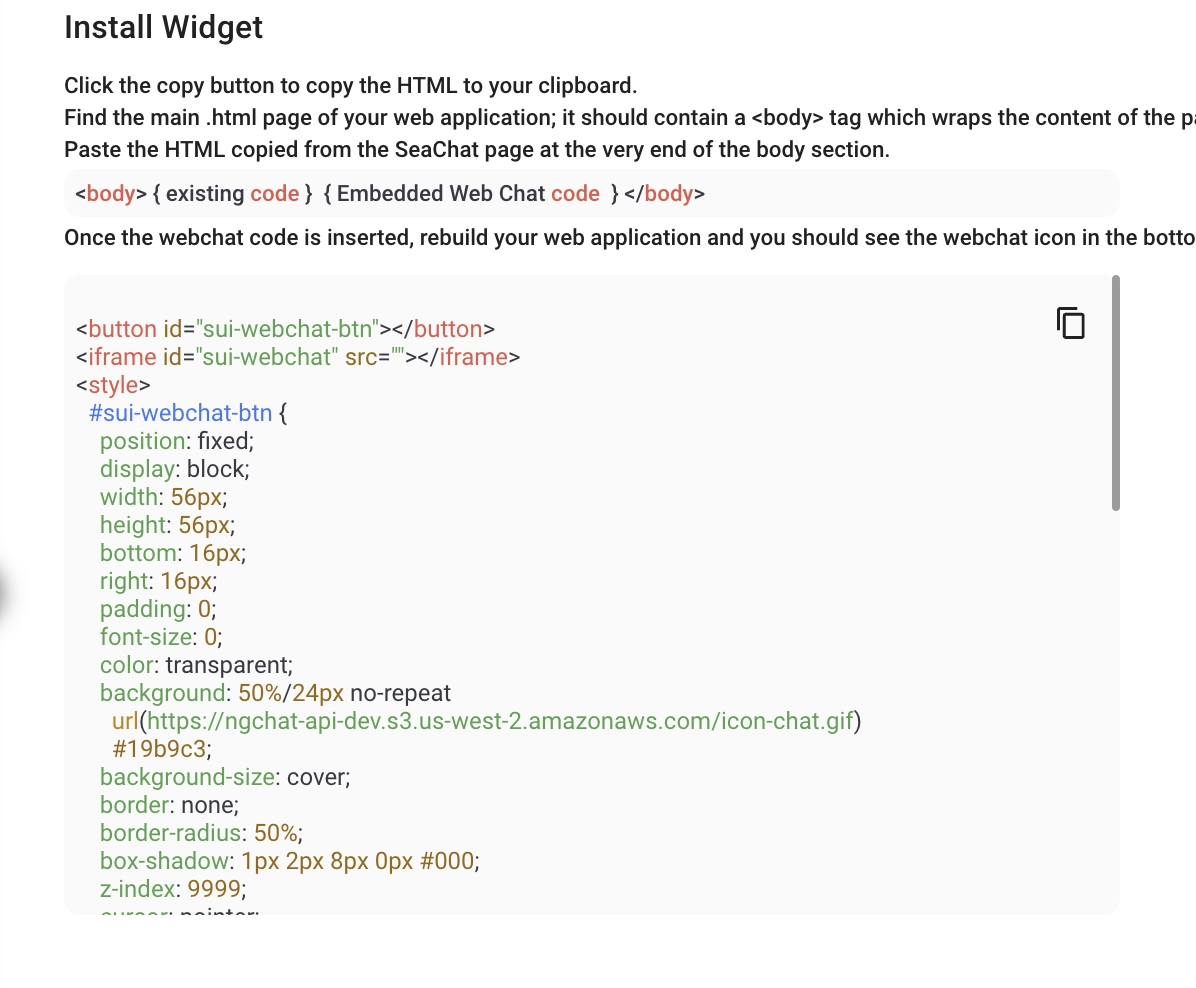 Install Widget
Click the copy button to copy the HTML to your clipboard.
Find the main .html page of your web application; it should contain a <body> tag which wraps the content of the
Paste the HTML copied from the SeaChat page at the very end of the body section.
<body> { existing code }  { Embedded Web Chat code  } </body>
Once the webchat code is inserted, rebuild your web application and you should see the webchat icon in the botto
<button id="sui-webchat-btn"></button>
<iframe id="sui-webchat" src=""></iframe>
<style>
#sui-webchat-btn {
position: fixed;
display: block;
width: 56px;
height: 56px;
bottom: 16px;
right: 16px;
padding: 0;
font-size: 0;
color: transparent;
background: 50%/24px no-repeat
url(https://ngchat-api-dev.s3.us-west-2.amazonaws.com/icon-chat.gif)
#19b9c3;
background-size: cover;
border: none;
border-radius: 50%;
box-shadow: 1px 2px 8px 0px #000;
z-index: 9999;
cursor: pointer;